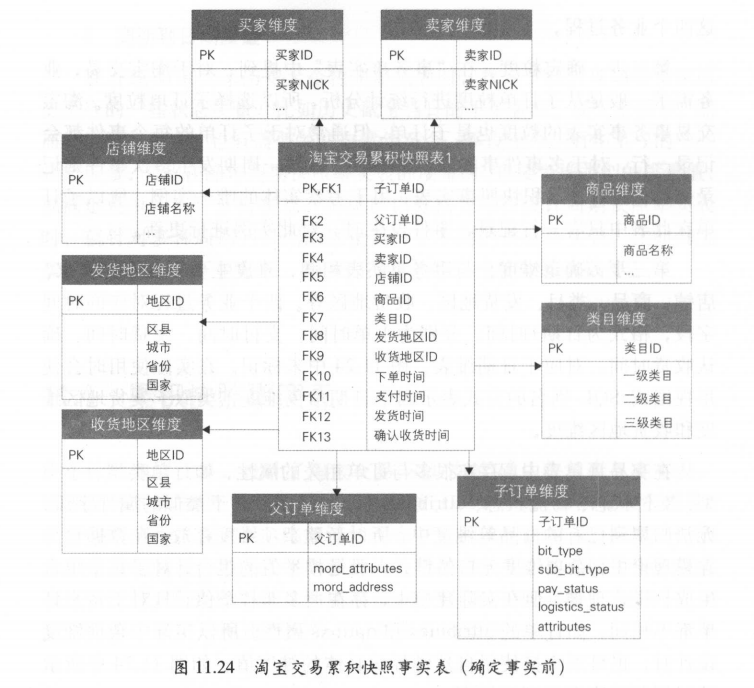 买家维度
PK 买家ID
买家NICK
...
卖家维度
PK 卖家ID
卖家NICK
...
店铺维度
PK 店铺ID
店铺名称
淘宝交易累积快照表1
PK,FK1 子订单ID
FK2 父订单ID
FK3 买家ID
FK4 卖家ID
FK5 店铺ID
FK6 商品ID
FK7 类目ID
FK8 发货地区ID
FK9 收货地区ID
下单时间
FK11 支付时间
FK12 发货时间
FK13 确认收货时间
商品维度
PK 商品ID
商品名称
...
发货地区维度
PK 地区ID
区县
城市
省份
国家
类目维度
PK 类目ID
一级类目
二级类目
三级类目
收货地区维度
PK 地区ID
区县
城市
省份
国家
父订单维度
PK 父订单ID
mord_attributes
mord_address
子订单维度
PK 子订单ID
bit_type
sub_bit_type
pay_status
logistics_status
attributes
图 11.24 淘宝交易累积快照事实表（确定事实前）